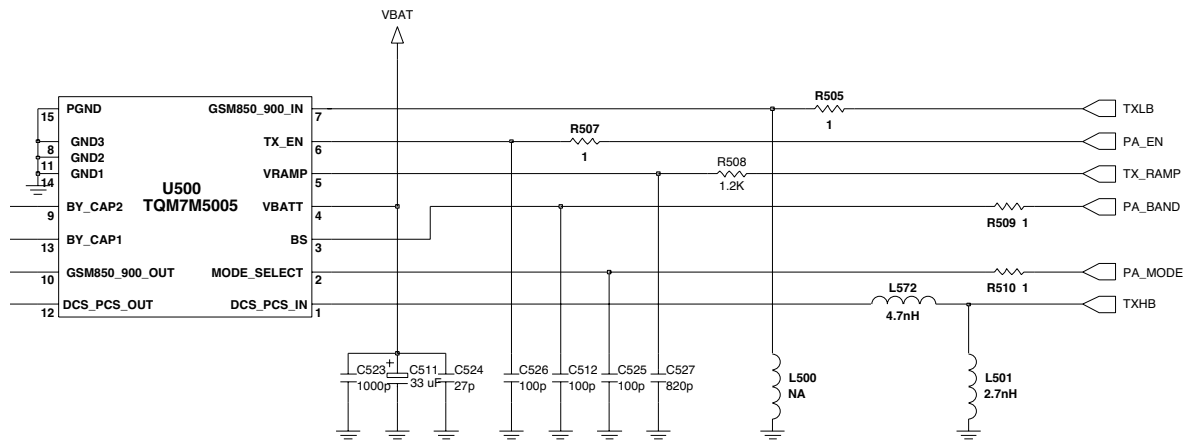 VBAT
PGND
15
GND3
8
GND2
11
GND1
14
U500
TQM7M5005
BY_CAP2
9
BY_CAP1
13
GSM850_900_OUT
10
DCS_PCS_OUT
12
GSM850_900_IN
7
TX_EN
6
VRAMP
5
VBATT
4
BS
3
MODE_SELECT
2
DCS_PCS_IN
1
R505
1
TXLB
R507
1
PA_EN
R508
1.2K
TX_RAMP
PA_BAND
R509 1
PA_MODE
R510 1
L572
4.7nH
TXHB
C523
1000p
+
C511
33 uF
C524
27p
C526
100p
C512
100p
C525
100p
C527
820p
L500
NA
L501
2.7nH